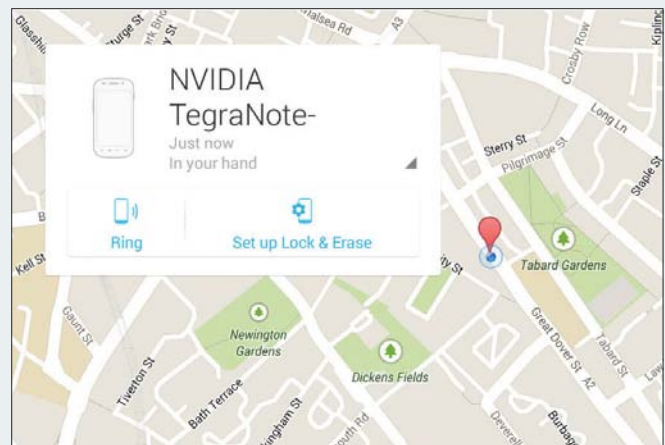 NVIDIA
TegraNote-
Just now
In your hand
Ring
Set up Lock & Erase
A3
Crosby Row
Long Ln
Sterry St
Pilgrimage St
Staple St
Tabard Gardens
Kell St
Gaunt St
Newington
Gardens
Dickens Fields
Great Dover St
A2
Tabard St
Tiverton St
Bath Terrace